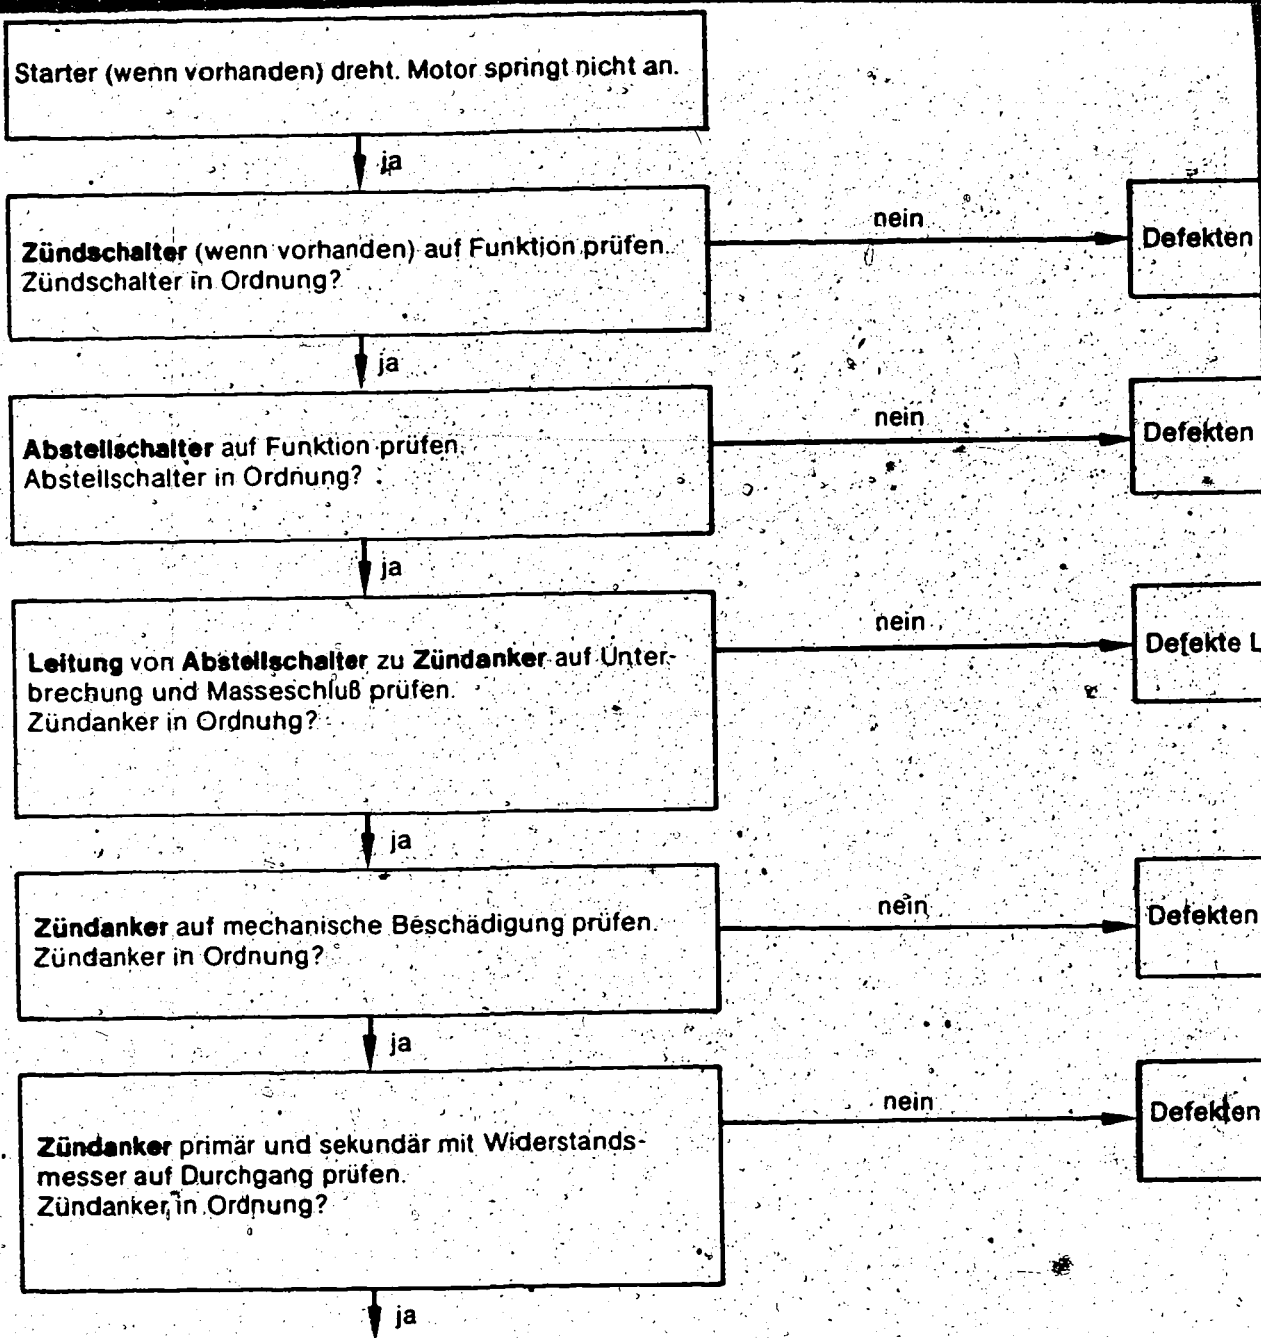 Starter (wenn vorhanden) dreht. Motor springt nicht an.
ja
Zündschalter (wenn vorhanden) auf Funktion prüfen.
Zündschalter in Ordnung?
nein
Defekten
ja
Abstellschalter auf Funktion prüfen.
Abstellschalter in Ordnung?
nein
Defekten
ja
Leitung von Abstellschalter zu Zündanker auf Unter-
brechung und Masseschluß prüfen.
Zündanker in Ordnung?
nein
Defekte L
ja
Zündanker auf mechanische Beschädigung prüfen.
Zündanker in Ordnung?
nein
Defekten
ja
Zündanker primär und sekundär mit Widerstands-
messer auf Durchgang prüfen.
Zündanker in Ordnung?
nein
Defekten
ja